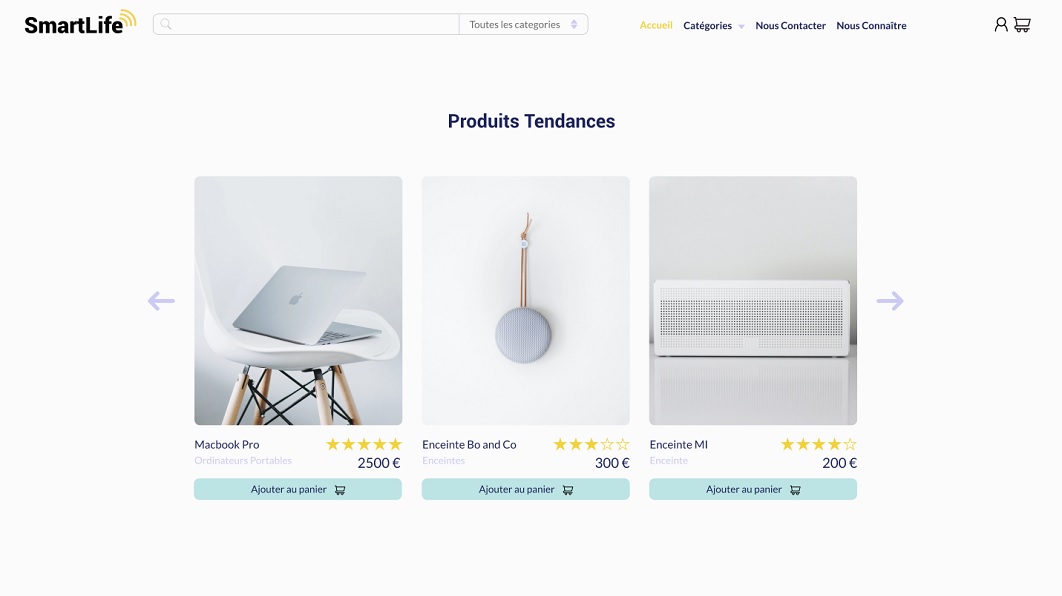 SmartLife
Toutes les categories
Accueil Catégories Nous Contacter Nous Connaître
Produits Tendances
Macbook Pro
Ordinateurs Portables
2500 €
Ajouter au panier
Enceinte Bo and Co
Enceintes
300 €
Ajouter au panier
Enceinte MI
Enceinte
200 €
Ajouter au panier